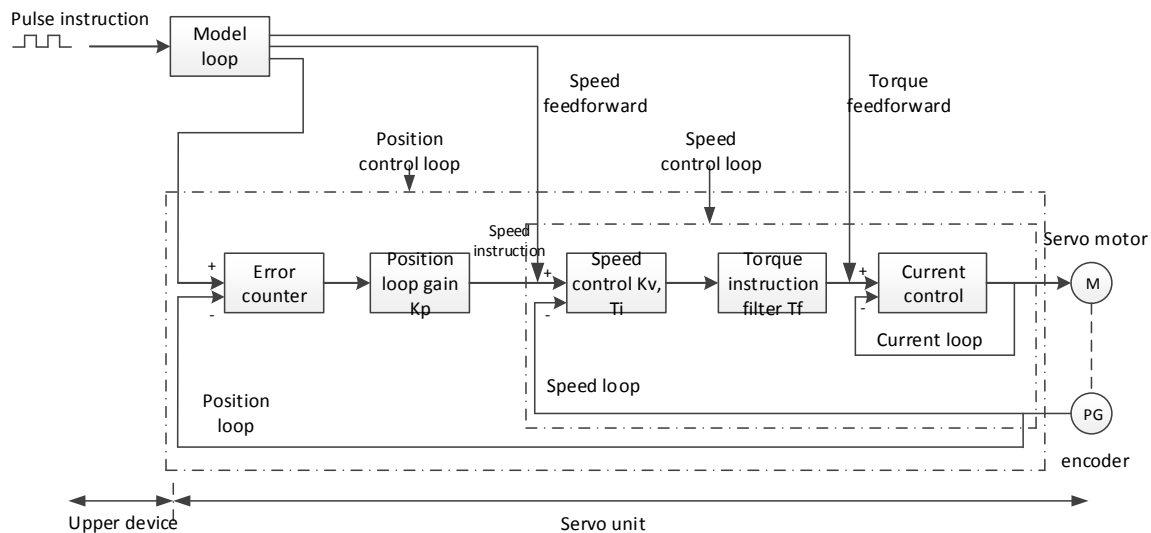 Pulse instruction
Model
loop
Speed
feedforward
Torque
feedforward
Position
control loop
Speed
control loop
Speed
instruction
Servo motor
+
-
Error
counter
Position
loop gain
Kp
+
-
Speed
control Kv,
Ti
Torque
instruction
filter Tf
+
-
Current
control
M
Current loop
Speed loop
Position
loop
PG
encoder
Upper device
Servo unit